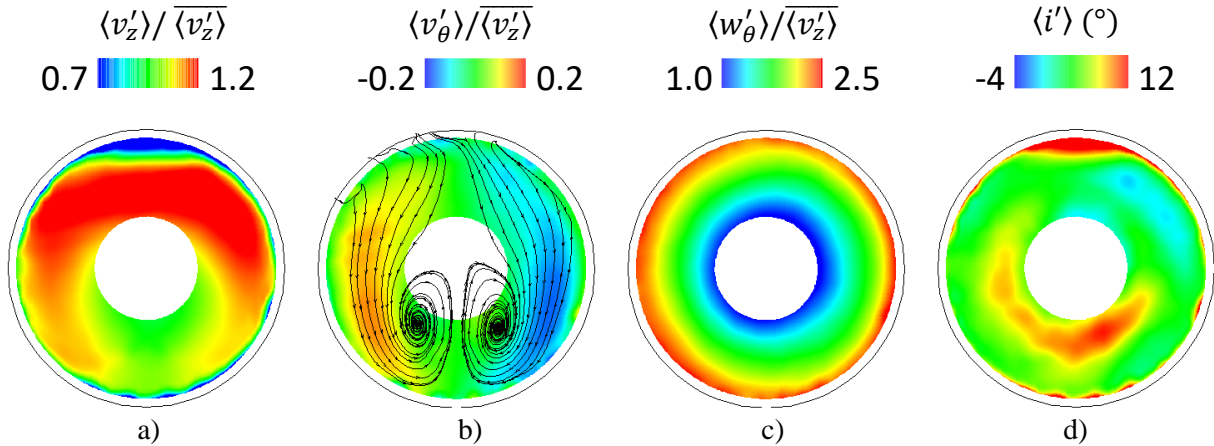 ⟨v′z⟩/ ⟨v′z⟩ ⟨v′θ⟩/⟨v′z⟩ ⟨w′θ⟩/⟨v′z⟩ ⟨i′⟩ (°)
0.7 1.2 -0.2 0.2 1.0 2.5 -4 12
a) b) c) d)